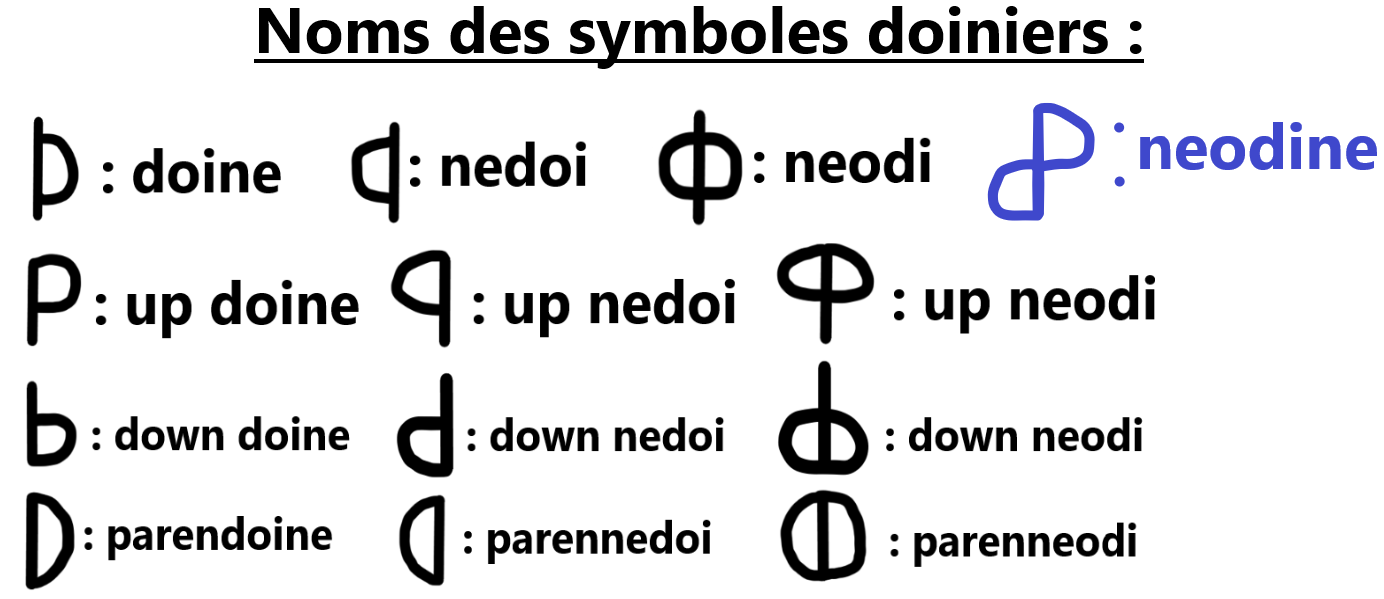 Noms des symboles doiniers :
: doine : nedoi : neodi : neodine
: up doine : up nedoi : up neodi
: down doine : down nedoi : down neodi
: parendoine : parennedoi : parenneodi